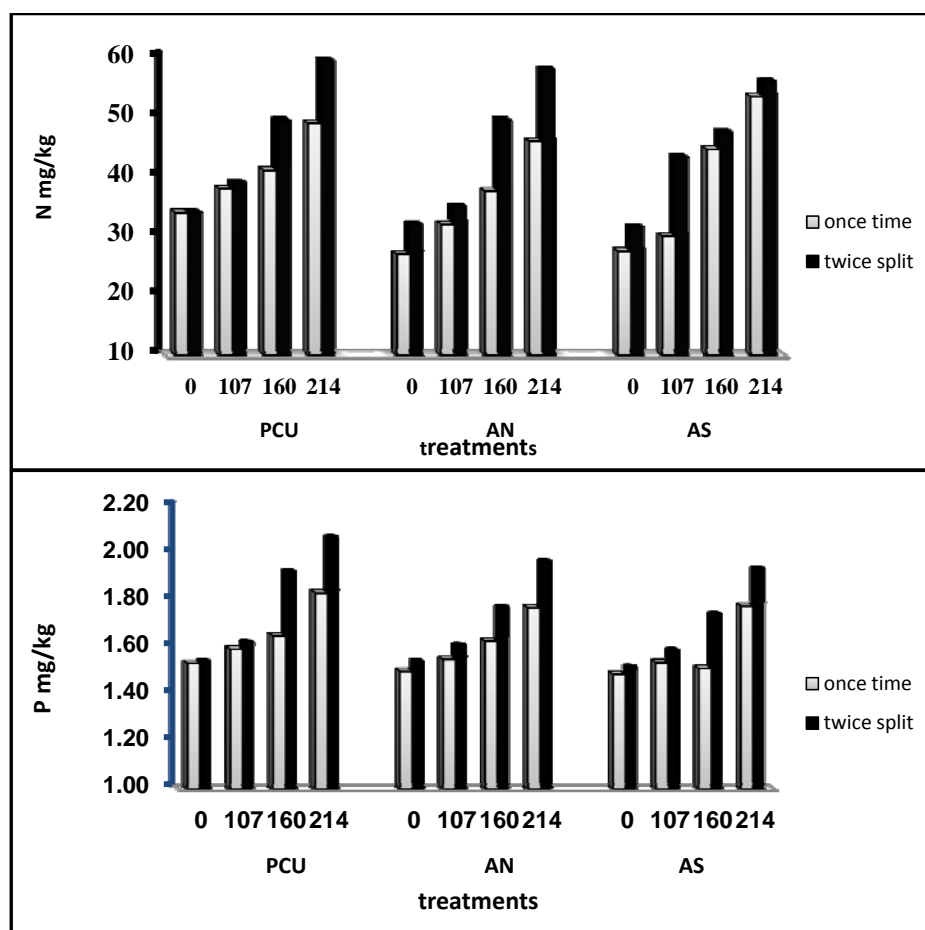 60
50
40
30
20
10
N mg/kg
once time
twice split
0 107 160 214 0 107 160 214 0 107 160 214
PCU AN AS
treatments
2.20
2.00
1.80
1.60
1.40
1.20
1.00
P mg/kg
once time
twice split
0 107 160 214 0 107 160 214 0 107 160 214
PCU AN AS
treatments